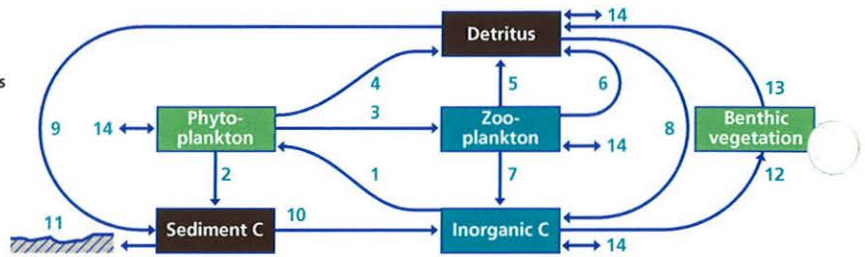 14
Detritus
s
4
5
6
13
3
9
14
Phyto-
plankton
Zoo-
plankton
14
8
Benthic
vegetation
2
1
7
12
11
Sediment C
10
Inorganic C
14